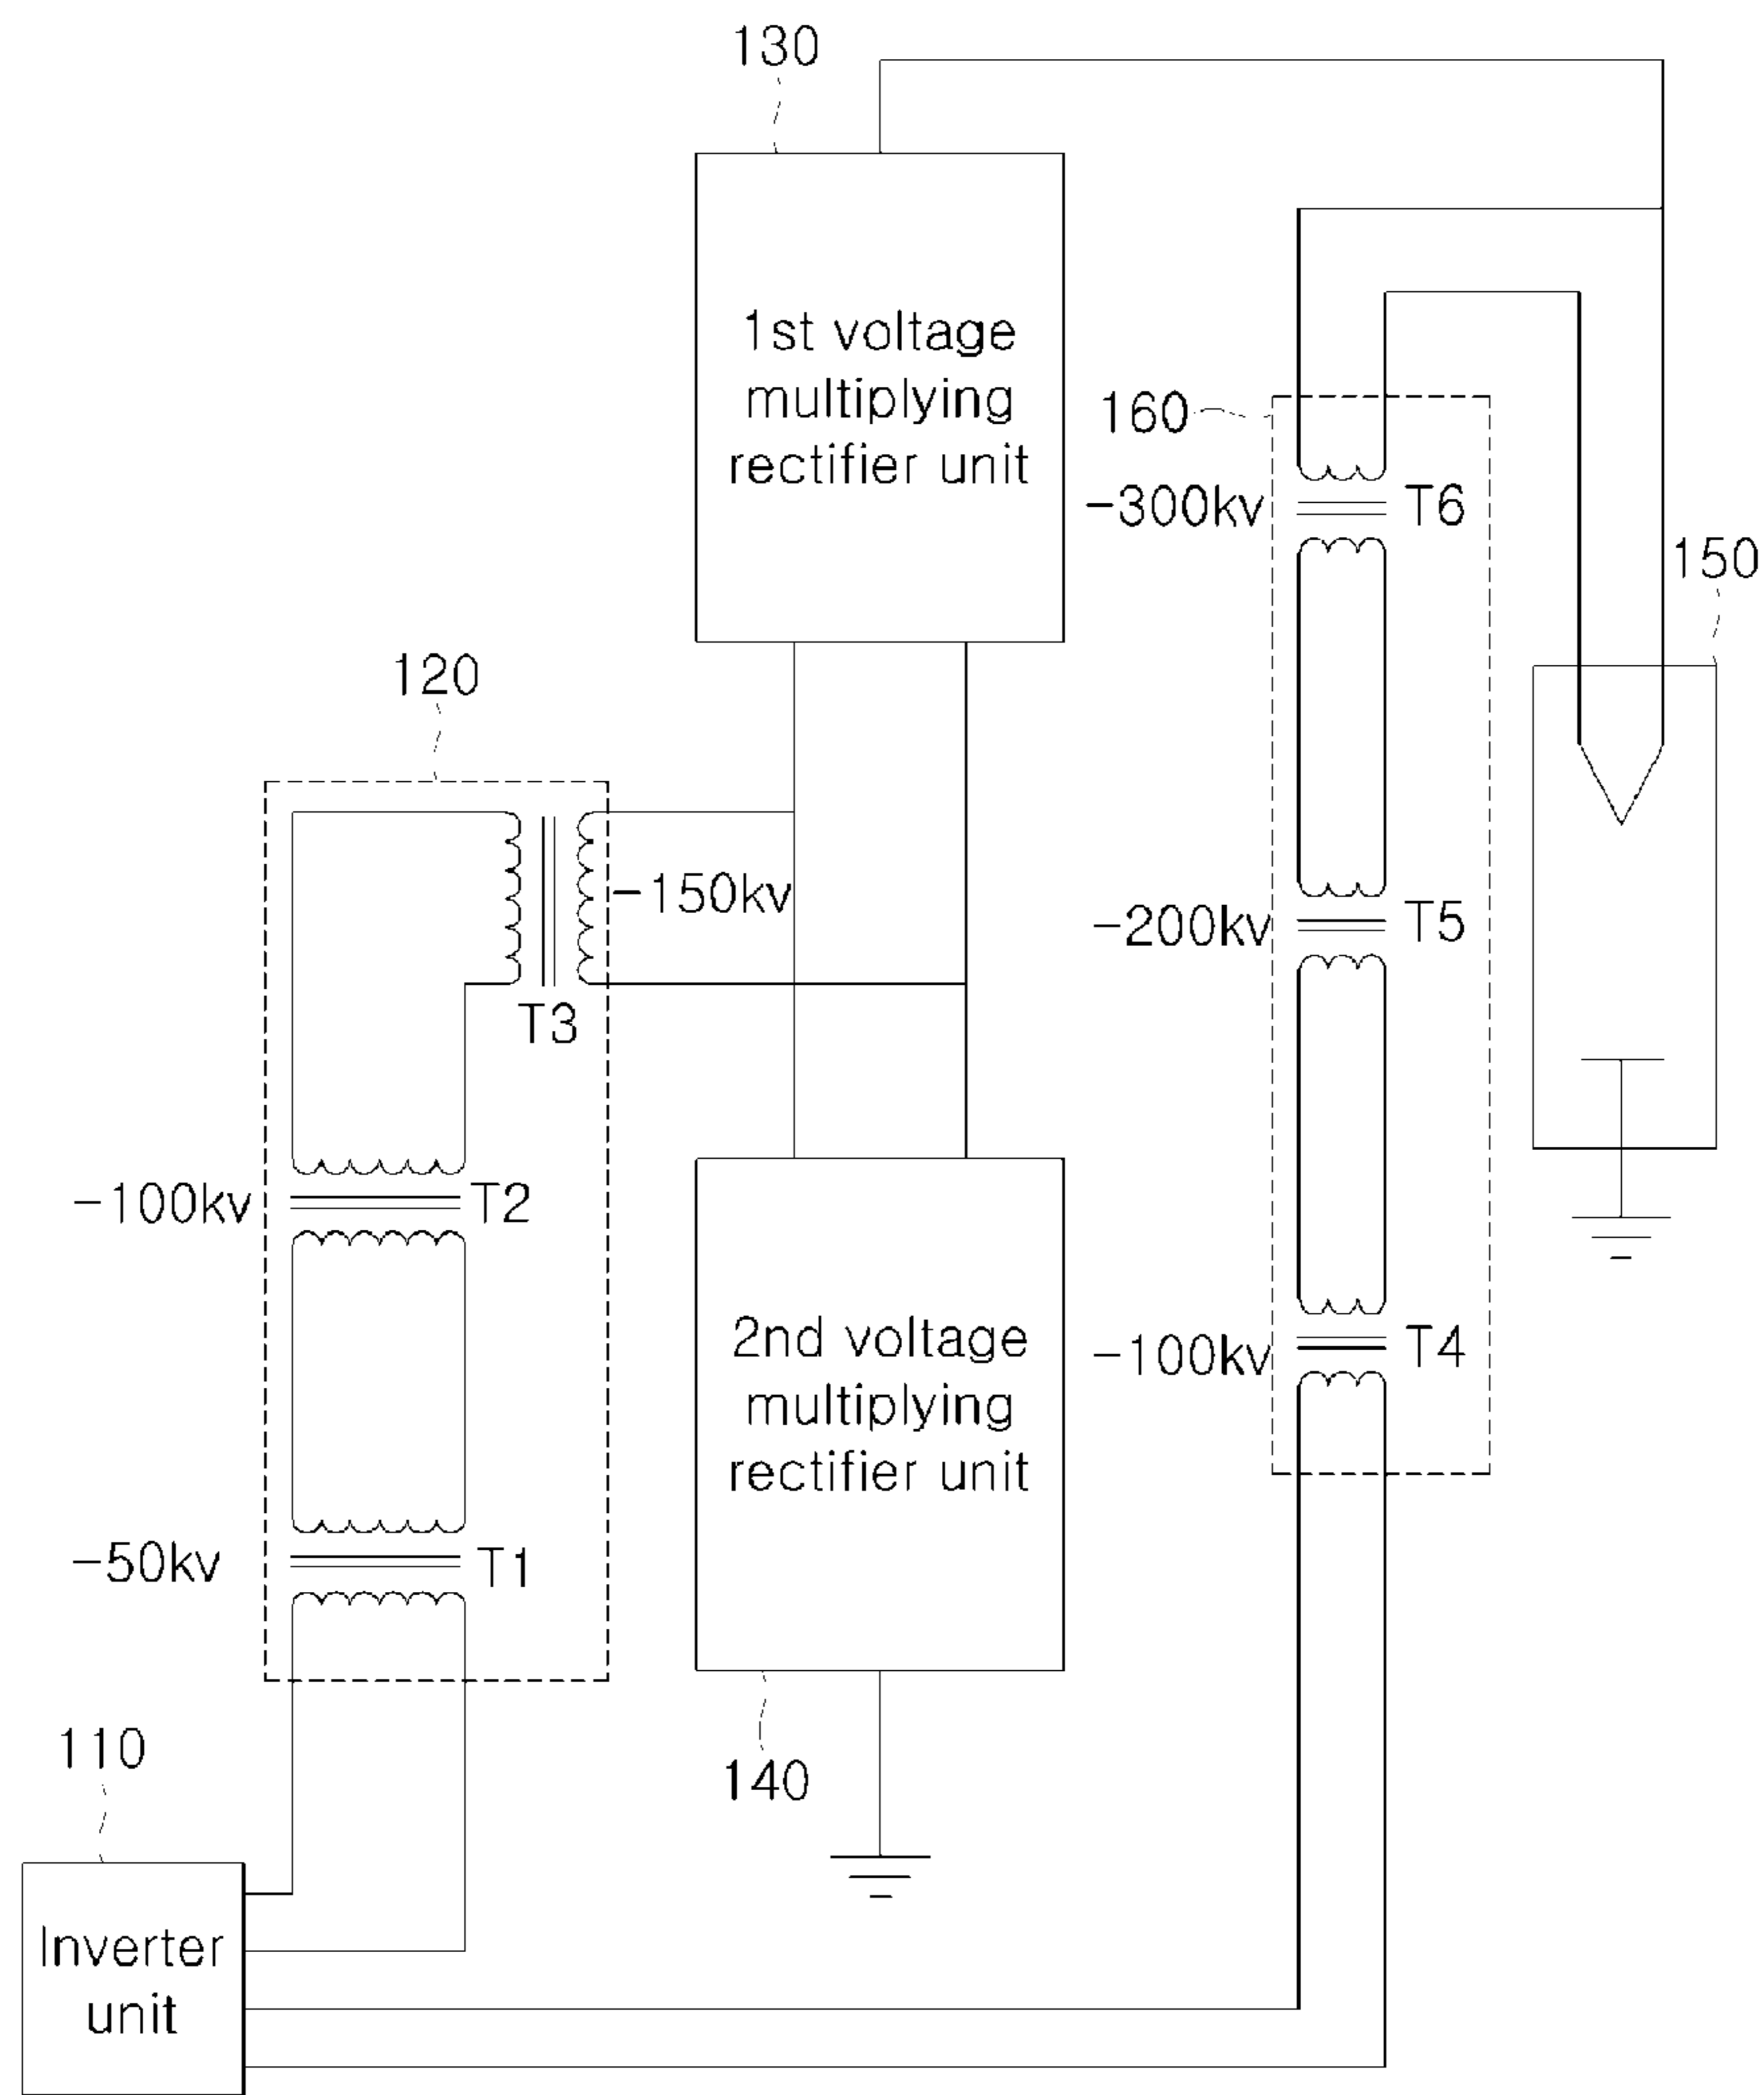 130
1st voltage
multiplying
rectifier unit
160
-300kv
T6
150
120
-150kv
-200kv
T5
T3
-100kv
T2
2nd voltage
multiplying
rectifier unit
-100kv
T4
-50kv
T1
110
140
Inverter
unit